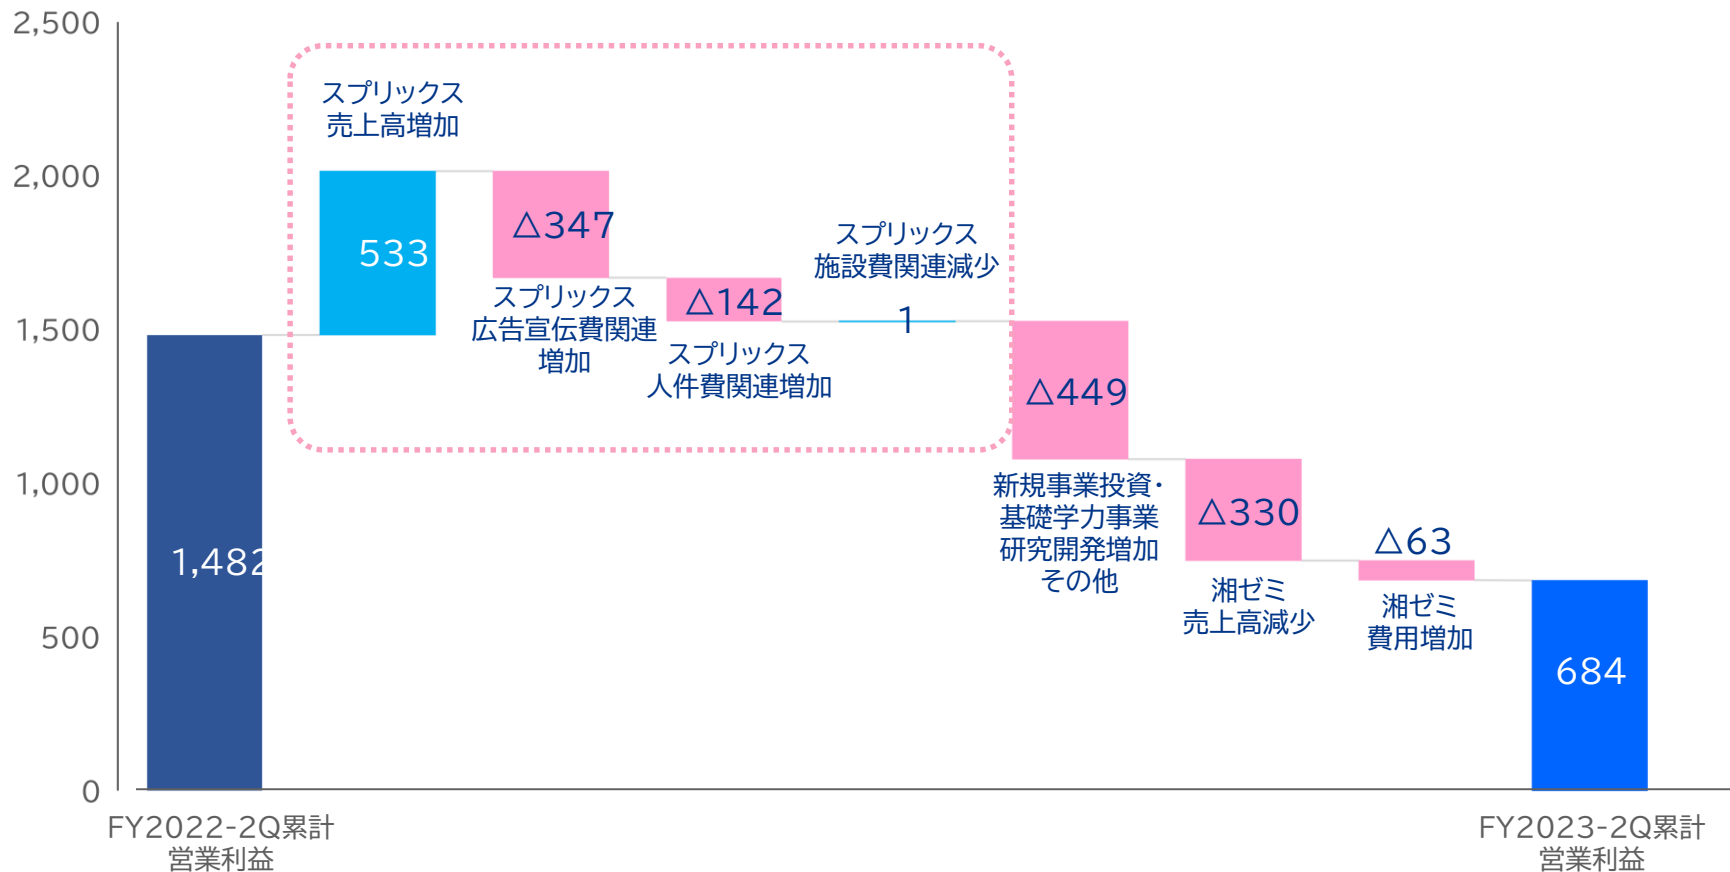 2,500
2,000
1,500
1,000
500
0
スプリックス
売上高増加
533
△347
スプリックス
広告宣伝費関連
増加
△142
スプリックス
人件費関連増加
スプリックス
施設費関連減少
1
△449
新規事業投資・
基礎学力事業
研究開発増加
その他
△330
湘ゼミ
売上高減少
△63
湘ゼミ
費用増加
1,482
684
FY2022-2Q累計
営業利益
FY2023-2Q累計
営業利益